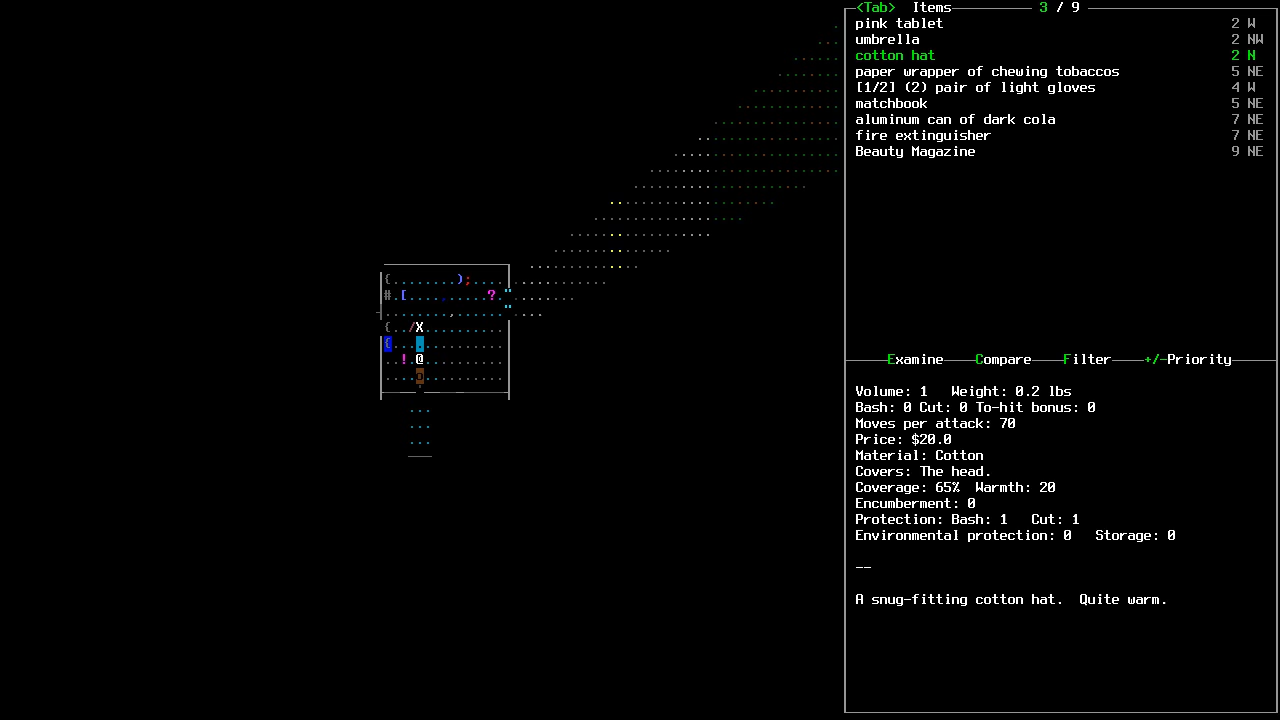 <Tab> Items 3 / 9
pink tablet 2 W
umbrella 2 NW
cotton hat 2 N
paper wrapper of chewing tobaccos 5 NE
[1/2] (2) pair of light gloves 4 W
matchbook 5 NE
aluminum can of dark cola 7 NE
fire extinguisher 7 NE
Beauty Magazine 9 NE
Examine Compare Filter +/-Priority
Volume: 1 Weight: 0.2 lbs
Bash: 0 Cut: 0 To-hit bonus: 0
Moves per attack: 70
Price: $20.0
Material: Cotton
Covers: The head.
Coverage: 65% Warmth: 20
Encumberment: 0
Protection: Bash: 1 Cut: 1
Environmental protection: 0 Storage: 0
--
A snug-fitting cotton hat. Quite warm.